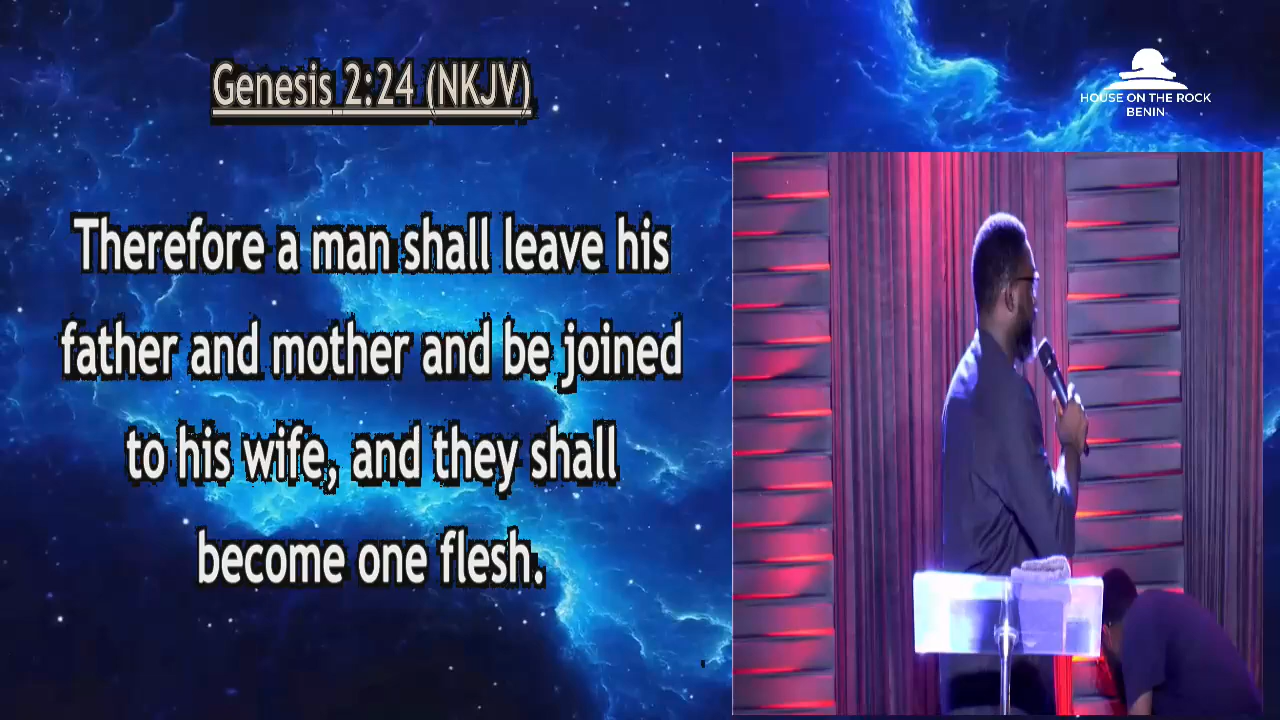 Genesis 2:24 (NKJV)
Therefore a man shall leave his
father and mother and be joined
to his wife, and they shall
become one flesh.
HOUSE ON THE ROCK
BENIN